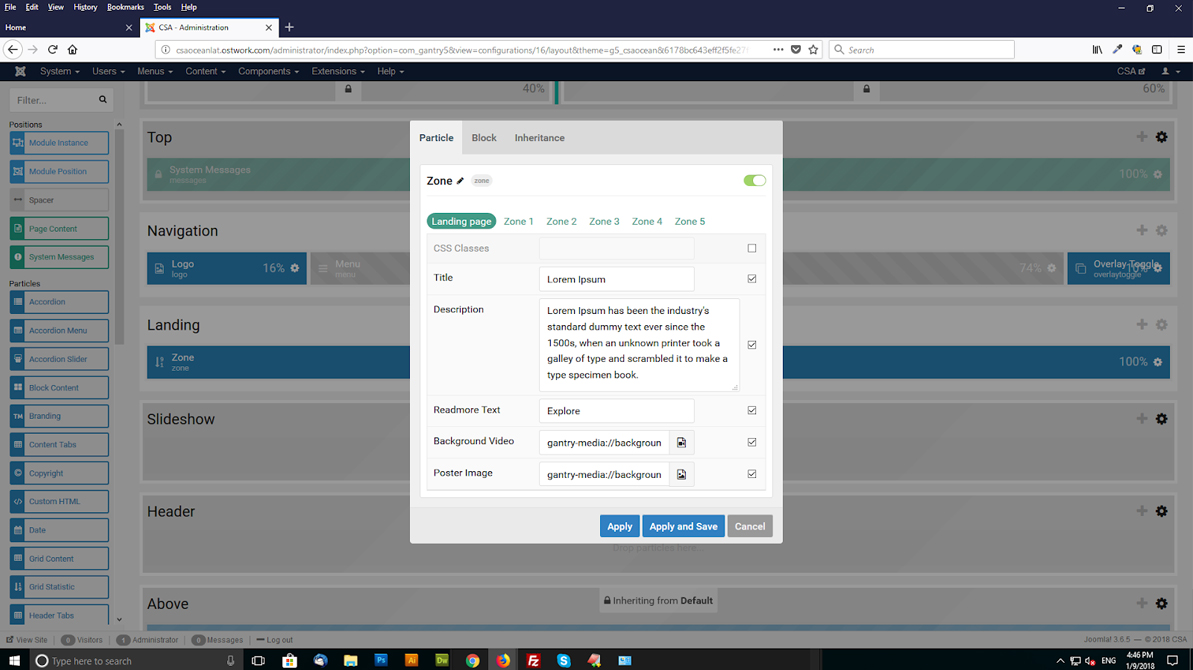 File Edit View History Bookmarks Tools Help
Home
CSA - Administration
csaoceanlat.ostwork.com/administrator/index.php?option=com_gantry5&view=configurations/16/layout&theme=g5_csaocean&6178bc643eff2f5fe27
Search
System Users Menus Content Components Extensions Help CSA
Filter...
40% 60%
Positions
Module Instance
Module Position
Spacer
Page Content
System Messages
Particles
Accordion
Accordion Menu
Accordion Slider
Block Content
TM Branding
Content Tabs
Copyright
Custom HTML
Date
Grid Content
Grid Statistic
Header Tabs
Top
System Messages 100%
messages
Navigation
Logo 16%
logo
Menu 74%
menu
Overlay-Toggle
overlaytoggle
10%
Landing
Zone 100%
zone
Slideshow
Header
Drop particles here...
Above
Inheriting from Default
Particle Block Inheritance
Zone zone
Landing page Zone 1 Zone 2 Zone 3 Zone 4 Zone 5
CSS Classes
Title Lorem Ipsum
Description Lorem Ipsum has been the industry's
standard dummy text ever since the
1500s, when an unknown printer took a
galley of type and scrambled it to make a
type specimen book.
Readmore Text Explore
Background Video gantry-media://backgroun
Poster Image gantry-media://backgroun
Apply Apply and Save Cancel
View Site Visitors 1 Administrator Messages Log out Joomla! 3.6.5 — © 2018 CSA
Type here to search Ps Ai Dw Fz S ENG 4:46 PM
1/9/2018